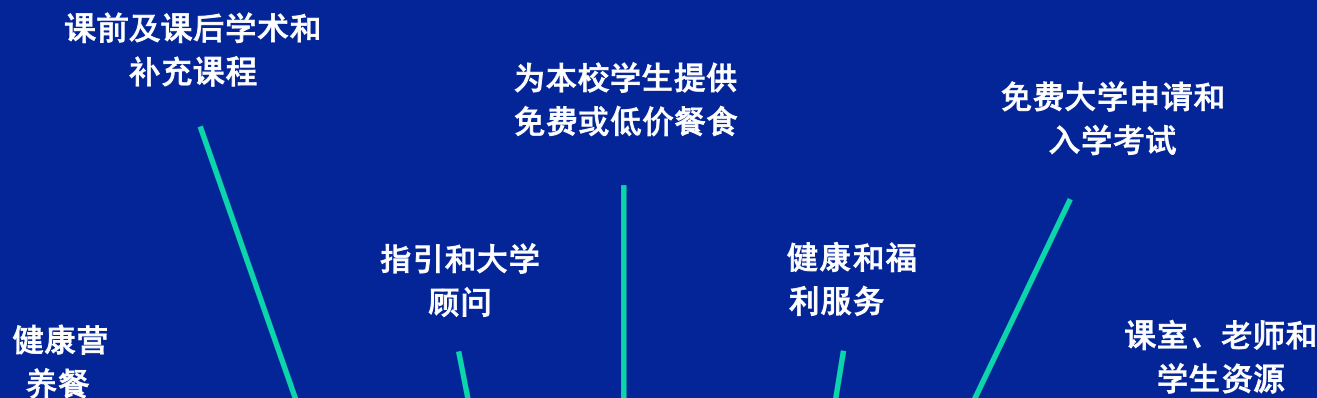 课前及课后学术和
补充课程
为本校学生提供
免费或低价餐食
免费大学申请和
入学考试
指引和大学
顾问
健康和福
利服务
健康营
养餐
课室、老师和
学生资源